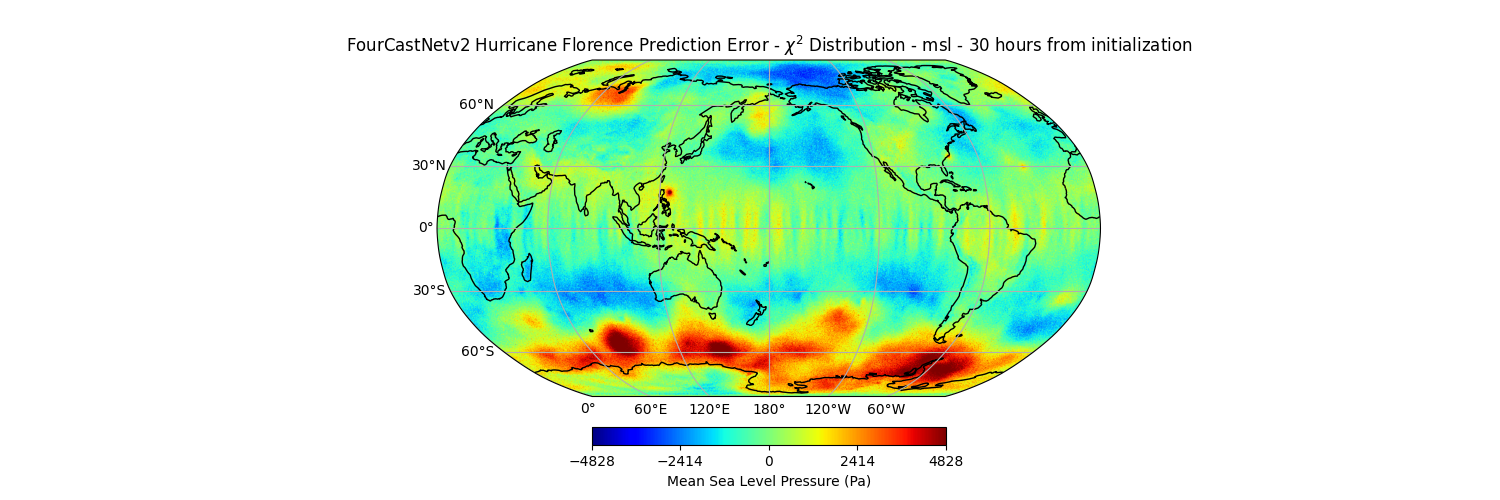 FourCastNetv2 Hurricane Florence Prediction Error - χ² Distribution - msl - 30 hours from initialization
60°N
30°N
0°
30°S
60°S
0° 60°E 120°E 180° 120°W 60°W
−4828 −2414 0 2414 4828
Mean Sea Level Pressure (Pa)